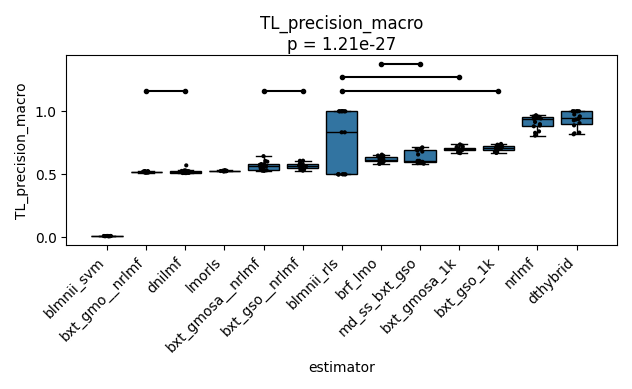 TL_precision_macro
p = 1.21e-27
TL_precision_macro
1.0
0.5
0.0
blmnii_svm
bxt_gmo__nrlmf
dnilmf
lmorls
bxt_gmosa__nrlmf
bxt_gso__nrlmf
blmnii_rls
brf_lmo
md_ss_bxt_gso
bxt_gmosa_1k
bxt_gso_1k
nrlmf
dthybrid
estimator